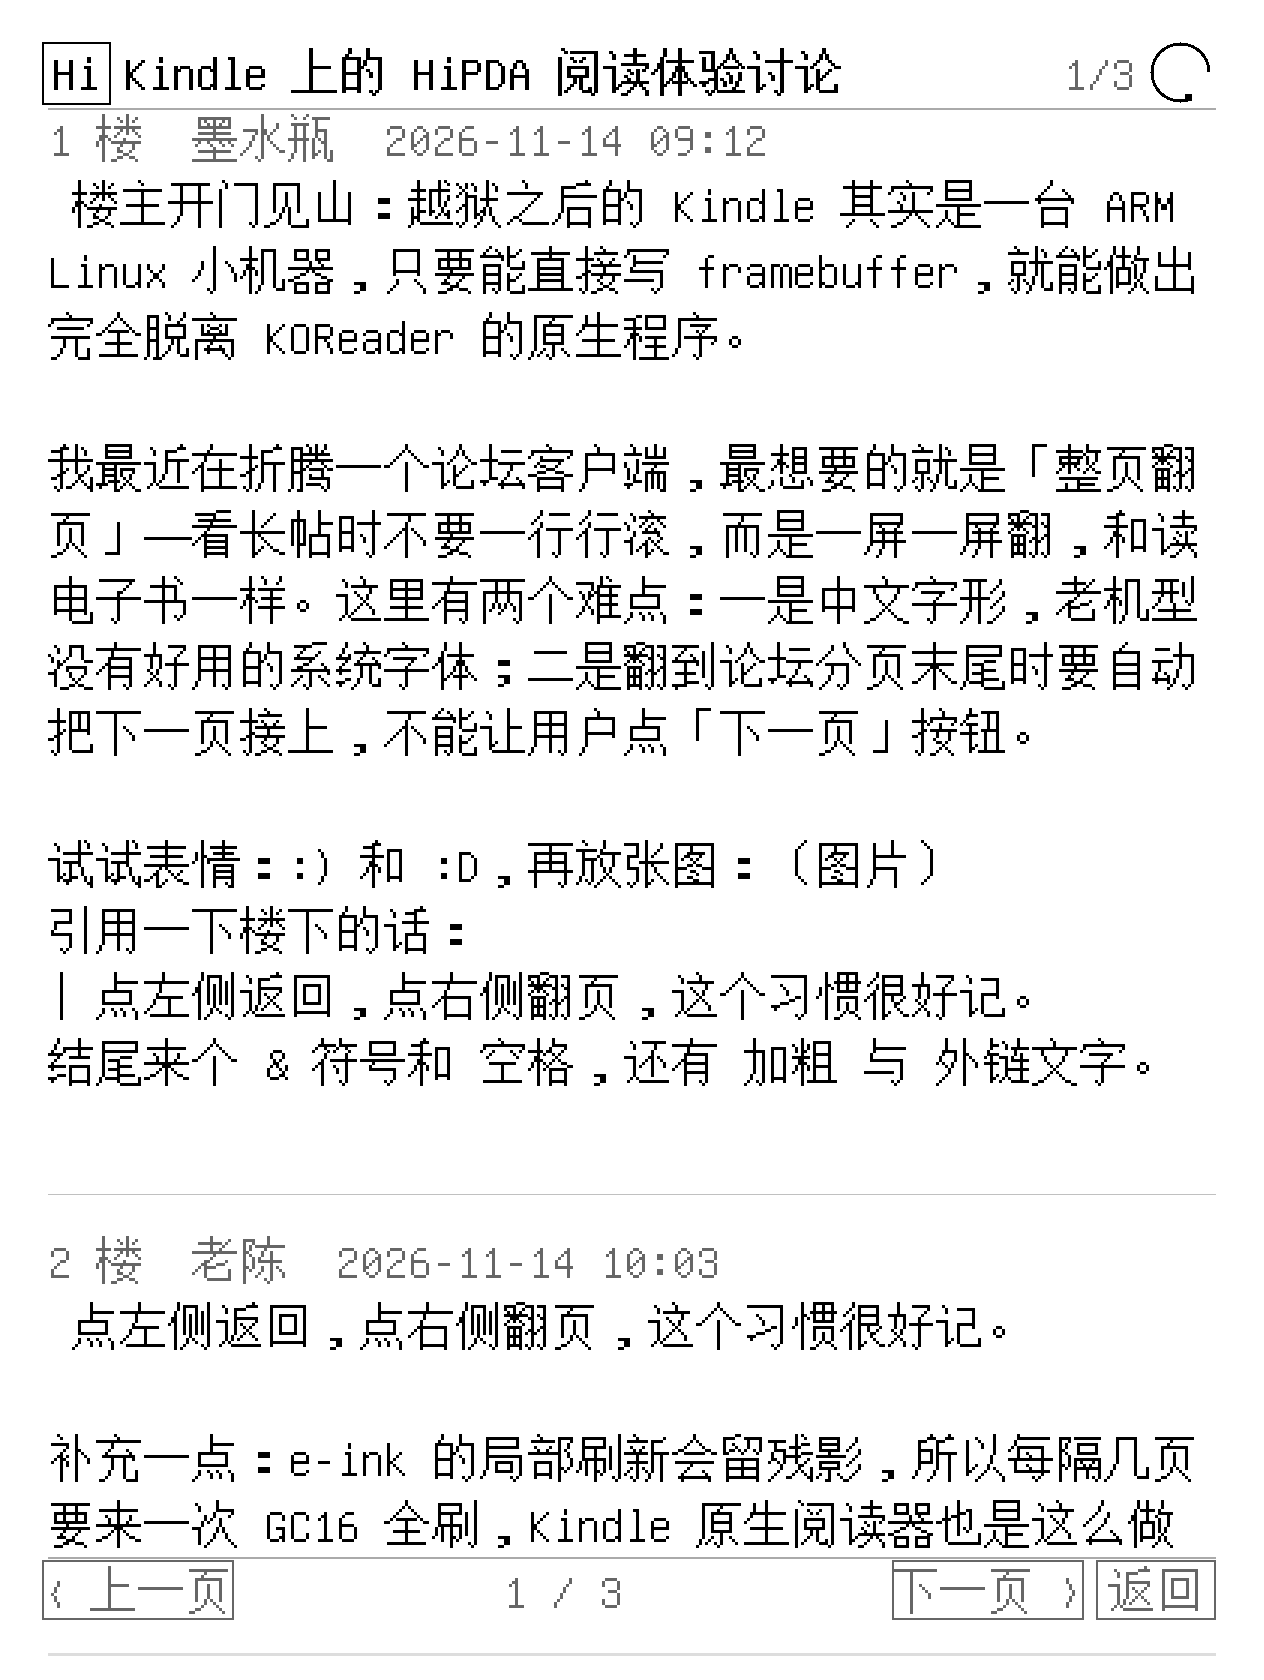 Hi Kindle 上的 HiPDA 阅读体验讨论 1/3
1 楼 墨水瓶 2026-11-14 09:12
楼主开门见山：越狱之后的 Kindle 其实是一台 ARM
Linux 小机器，只要能直接写 framebuffer，就能做出
完全脱离 KOReader 的原生程序。
我最近在折腾一个论坛客户端，最想要的就是「整页翻
页」—看长帖时不要一行行滚，而是一屏一屏翻，和读
电子书一样。这里有两个难点：一是中文字形，老机型
没有好用的系统字体；二是翻到论坛分页末尾时要自动
把下一页接上，不能让用户点「下一页」按钮。
试试表情：:) 和 :D，再放张图：（图片）
引用一下楼下的话：
| 点左侧返回，点右侧翻页，这个习惯很好记。
结尾来个 & 符号和 空格，还有 加粗 与 外链文字。
2 楼 老陈 2026-11-14 10:03
点左侧返回，点右侧翻页，这个习惯很好记。
补充一点：e-ink 的局部刷新会留残影，所以每隔几页
要来一次 GC16 全刷，Kindle 原生阅读器也是这么做
‹ 上一页 1 / 3 下一页 › 返回